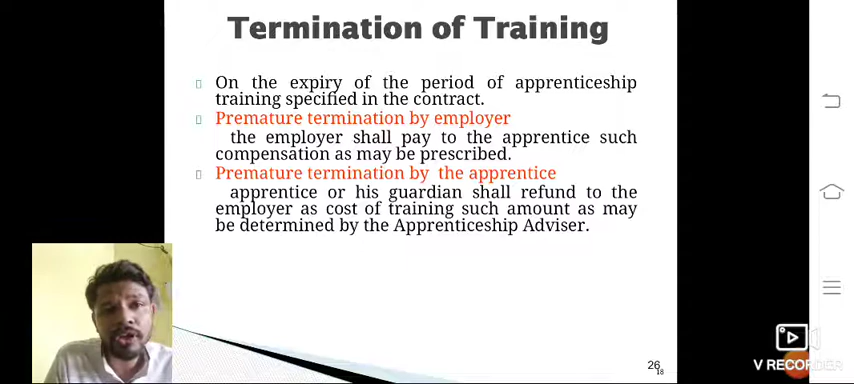 Termination of Training
On the expiry of the period of apprenticeship
training specified in the contract.
Premature termination by employer
the employer shall pay to the apprentice such
compensation as may be prescribed.
Premature termination by the apprentice
apprentice or his guardian shall refund to the
employer as cost of training such amount as may
be determined by the Apprenticeship Adviser.
26
18
V RECORDER